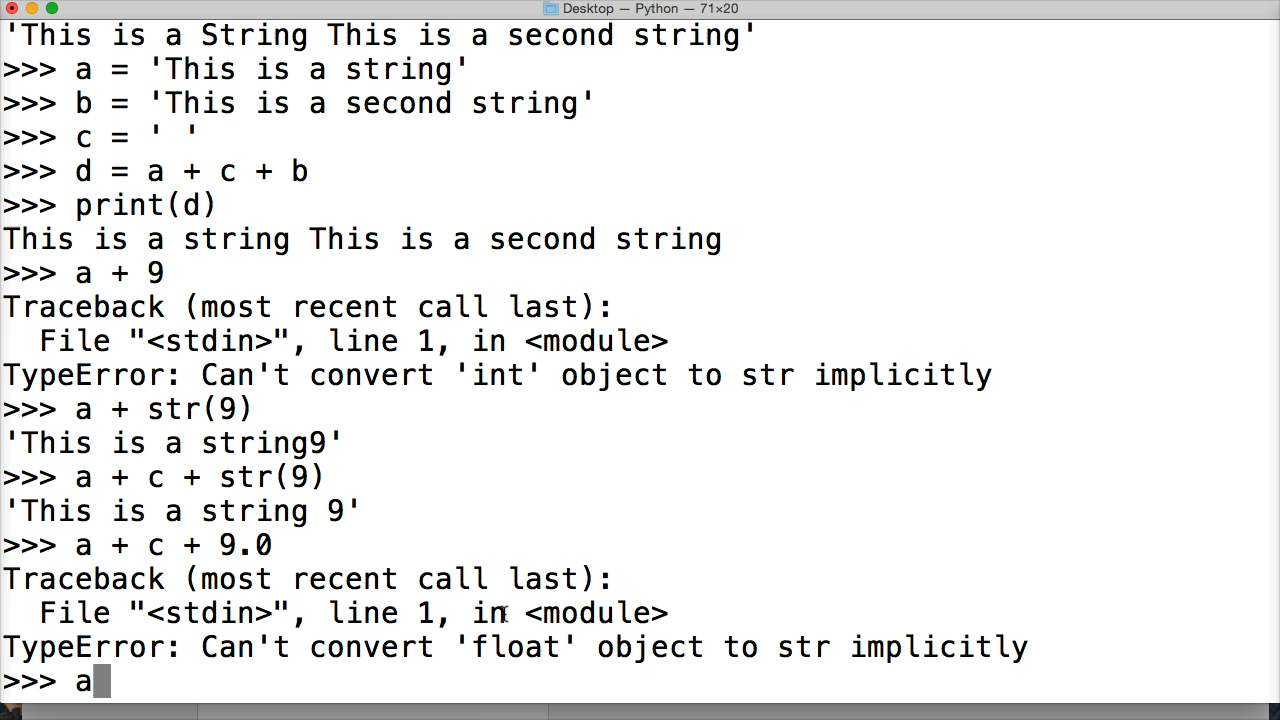 Desktop — Python — 71×20
'This is a String This is a second string'
>>> a = 'This is a string'
>>> b = 'This is a second string'
>>> c = ' '
>>> d = a + c + b
>>> print(d)
This is a string This is a second string
>>> a + 9
Traceback (most recent call last):
  File "<stdin>", line 1, in <module>
TypeError: Can't convert 'int' object to str implicitly
>>> a + str(9)
'This is a string9'
>>> a + c + str(9)
'This is a string 9'
>>> a + c + 9.0
Traceback (most recent call last):
  File "<stdin>", line 1, in <module>
TypeError: Can't convert 'float' object to str implicitly
>>> a